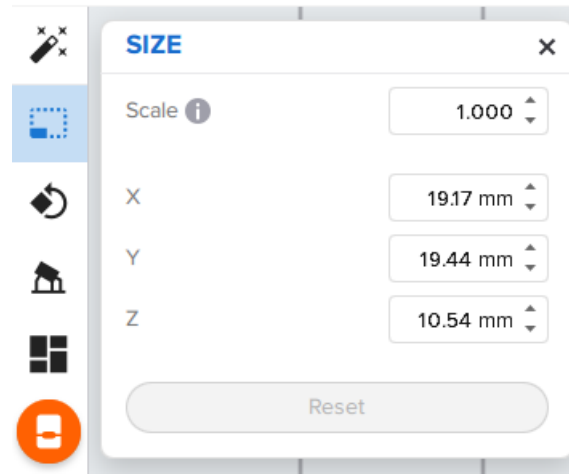 SIZE ×
Scale i 1.000
X 19.17 mm
Y 19.44 mm
Z 10.54 mm
Reset